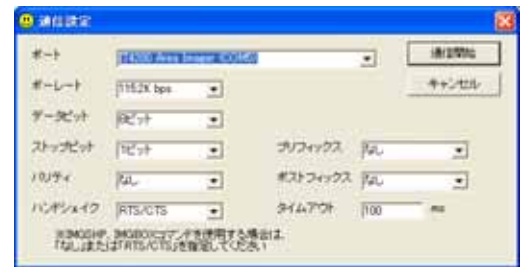 通信設定
ポート
IT4200 Area Imager (COM5)
通信開始
ボーレート
115.2K bps
キャンセル
データビット
8ビット
ストップビット
1ビット
プリフィックス
なし
パリティ
なし
ポストフィックス
なし
ハンドシェイク
RTS/CTS
タイムアウト
100
ms
※IMGSHP, IMGBOXコマンドを使用する場合は、
「なし」または「RTS/CTS」を指定してください